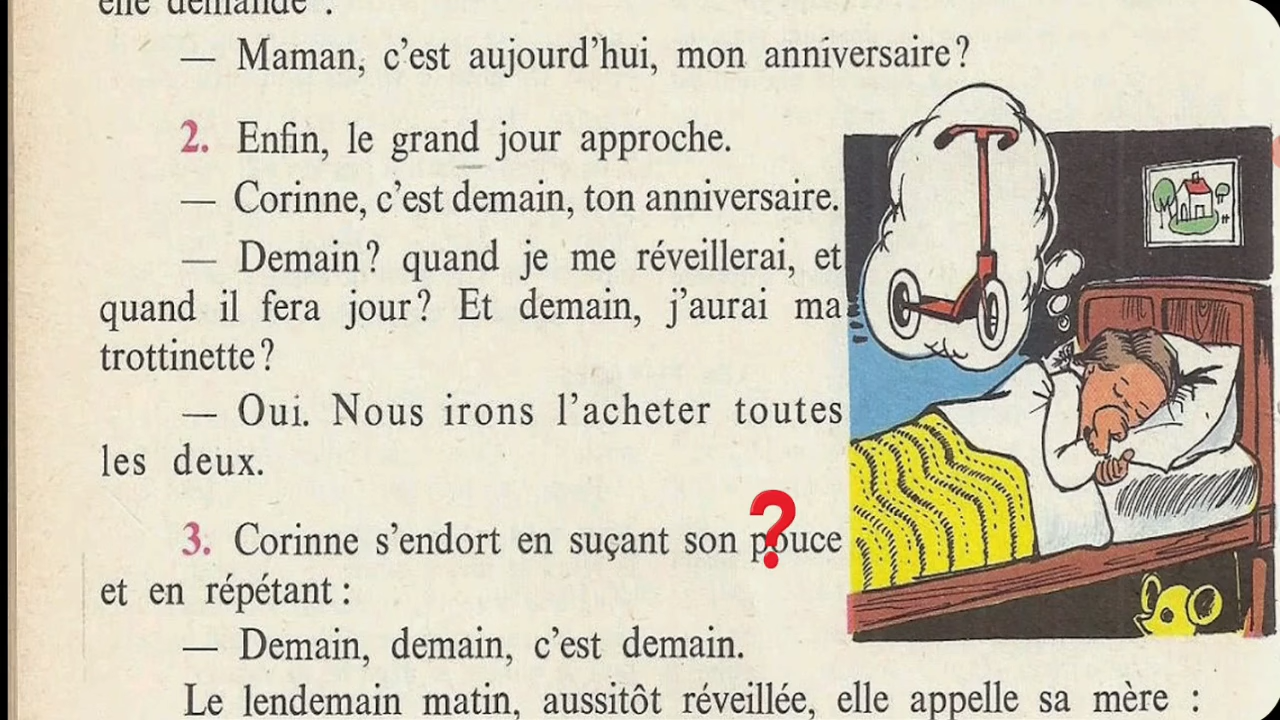 elle demande :
— Maman, c'est aujourd'hui, mon anniversaire?
2. Enfin, le grand jour approche.
— Corinne, c'est demain, ton anniversaire.
— Demain? quand je me réveillerai, et
quand il fera jour? Et demain, j'aurai ma
trottinette?
— Oui. Nous irons l'acheter toutes
les deux.
❓
3. Corinne s'endort en suçant son pouce
et en répétant :
— Demain, demain, c'est demain.
Le lendemain matin, aussitôt réveillée, elle appelle sa mère :